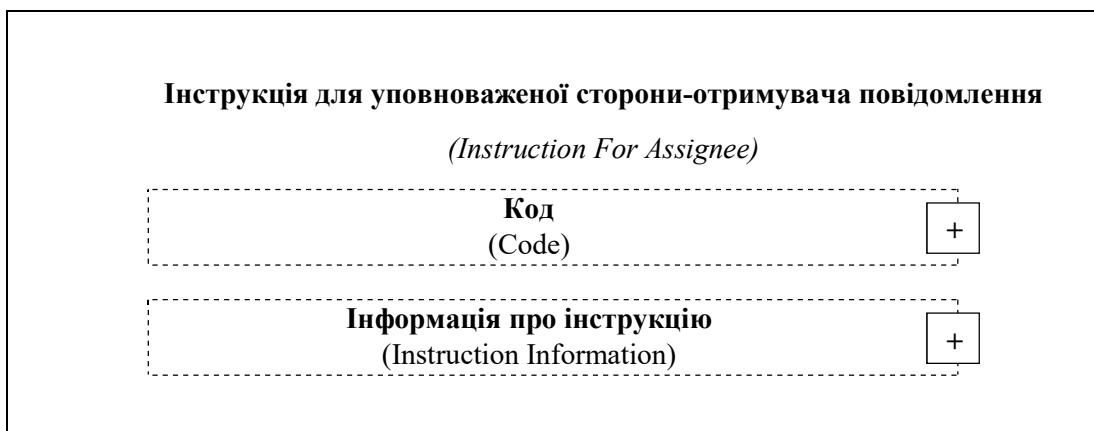 Інструкція для уповноваженої сторони-отримувача повідомлення
(Instruction For Assignee)
Код
(Code)
+
Інформація про інструкцію
(Instruction Information)
+